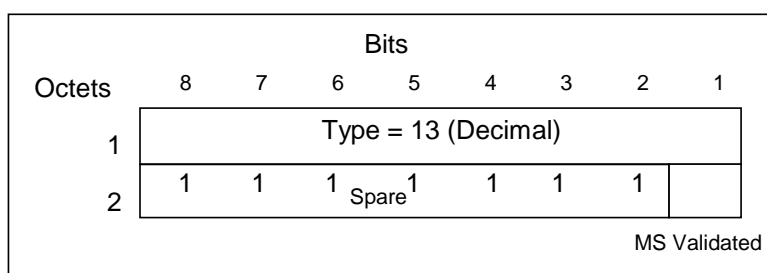 Bits
Octets 8 7 6 5 4 3 2 1
1 Type = 13 (Decimal)
2 1 1 1 Spare 1 1 1 1
MS Validated